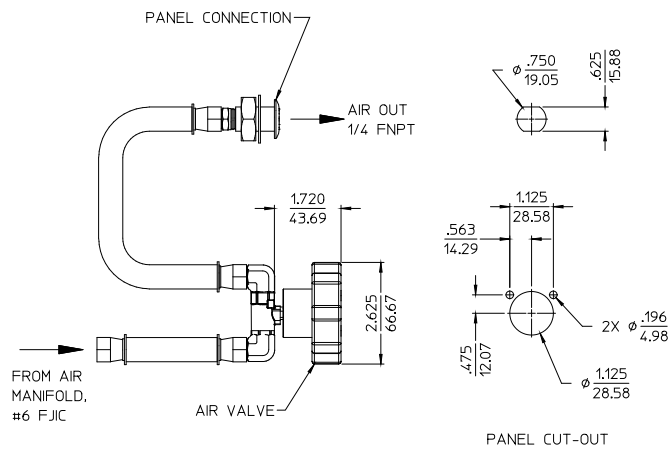 PANEL CONNECTION
AIR OUT
1/4 FNPT
1.720
43.69
2.625
66.67
FROM AIR
MANIFOLD,
#6 FJIC
AIR VALVE
Ø .750
19.05
.625
15.88
1.125
28.58
.563
14.29
.475
12.07
2X Ø .196
4.98
Ø 1.125
28.58
PANEL CUT-OUT